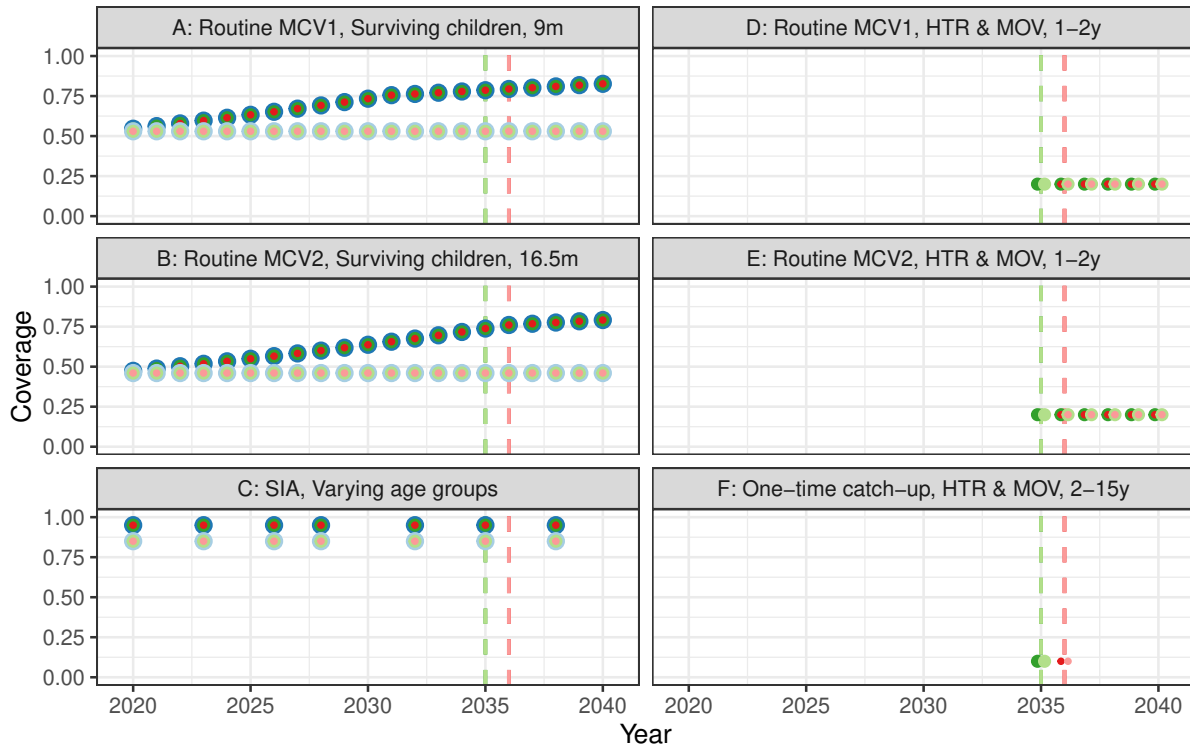 A: Routine MCV1, Surviving children, 9m
1.00
0.75
0.50
0.25
0.00
D: Routine MCV1, HTR & MOV, 1−2y
B: Routine MCV2, Surviving children, 16.5m
1.00
0.75
0.50
0.25
0.00
E: Routine MCV2, HTR & MOV, 1−2y
Coverage
C: SIA, Varying age groups
1.00
0.75
0.50
0.25
0.00
F: One−time catch−up, HTR & MOV, 2−15y
2020 2025 2030 2035 2040
2020 2025 2030 2035 2040
Year